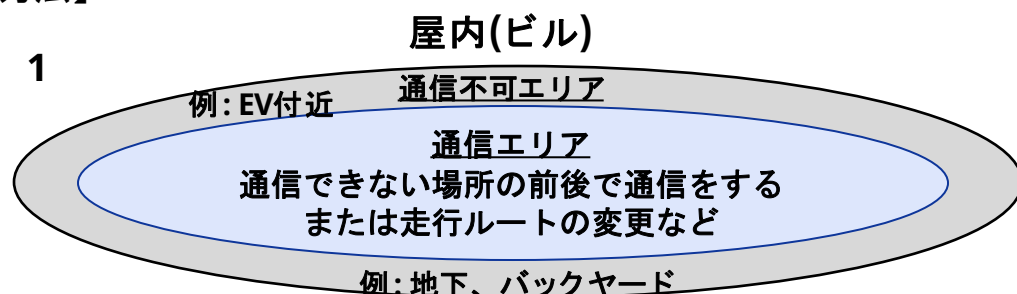 屋内(ビル)
1
通信不可エリア
例：EV付近
通信エリア
通信できない場所の前後で通信をする
または走行ルートの変更など
例：地下、バックヤード